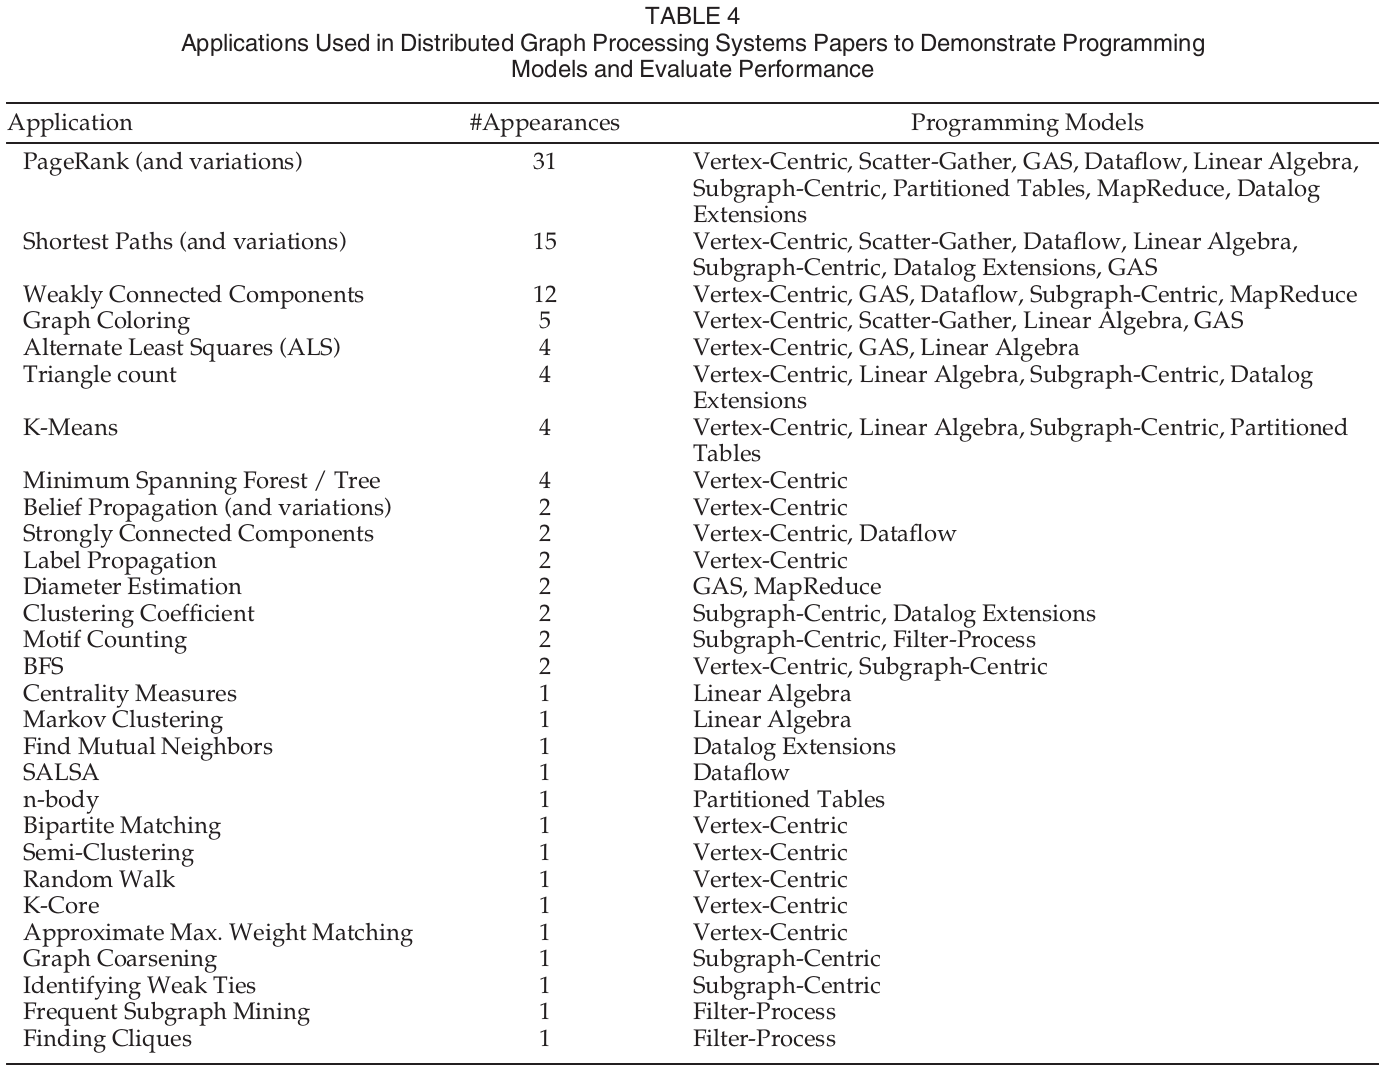 TABLE 4
Applications Used in Distributed Graph Processing Systems Papers to Demonstrate Programming
Models and Evaluate Performance
Application #Appearances Programming Models
PageRank (and variations) 31 Vertex-Centric, Scatter-Gather, GAS, Dataflow, Linear Algebra,
Subgraph-Centric, Partitioned Tables, MapReduce, Datalog
Extensions
Shortest Paths (and variations) 15 Vertex-Centric, Scatter-Gather, Dataflow, Linear Algebra,
Subgraph-Centric, Datalog Extensions, GAS
Weakly Connected Components 12 Vertex-Centric, GAS, Dataflow, Subgraph-Centric, MapReduce
Graph Coloring 5 Vertex-Centric, Scatter-Gather, Linear Algebra, GAS
Alternate Least Squares (ALS) 4 Vertex-Centric, GAS, Linear Algebra
Triangle count 4 Vertex-Centric, Linear Algebra, Subgraph-Centric, Datalog
Extensions
K-Means 4 Vertex-Centric, Linear Algebra, Subgraph-Centric, Partitioned
Tables
Minimum Spanning Forest / Tree 4 Vertex-Centric
Belief Propagation (and variations) 2 Vertex-Centric
Strongly Connected Components 2 Vertex-Centric, Dataflow
Label Propagation 2 Vertex-Centric
Diameter Estimation 2 GAS, MapReduce
Clustering Coefficient 2 Subgraph-Centric, Datalog Extensions
Motif Counting 2 Subgraph-Centric, Filter-Process
BFS 2 Vertex-Centric, Subgraph-Centric
Centrality Measures 1 Linear Algebra
Markov Clustering 1 Linear Algebra
Find Mutual Neighbors 1 Datalog Extensions
SALSA 1 Dataflow
n-body 1 Partitioned Tables
Bipartite Matching 1 Vertex-Centric
Semi-Clustering 1 Vertex-Centric
Random Walk 1 Vertex-Centric
K-Core 1 Vertex-Centric
Approximate Max. Weight Matching 1 Vertex-Centric
Graph Coarsening 1 Subgraph-Centric
Identifying Weak Ties 1 Subgraph-Centric
Frequent Subgraph Mining 1 Filter-Process
Finding Cliques 1 Filter-Process